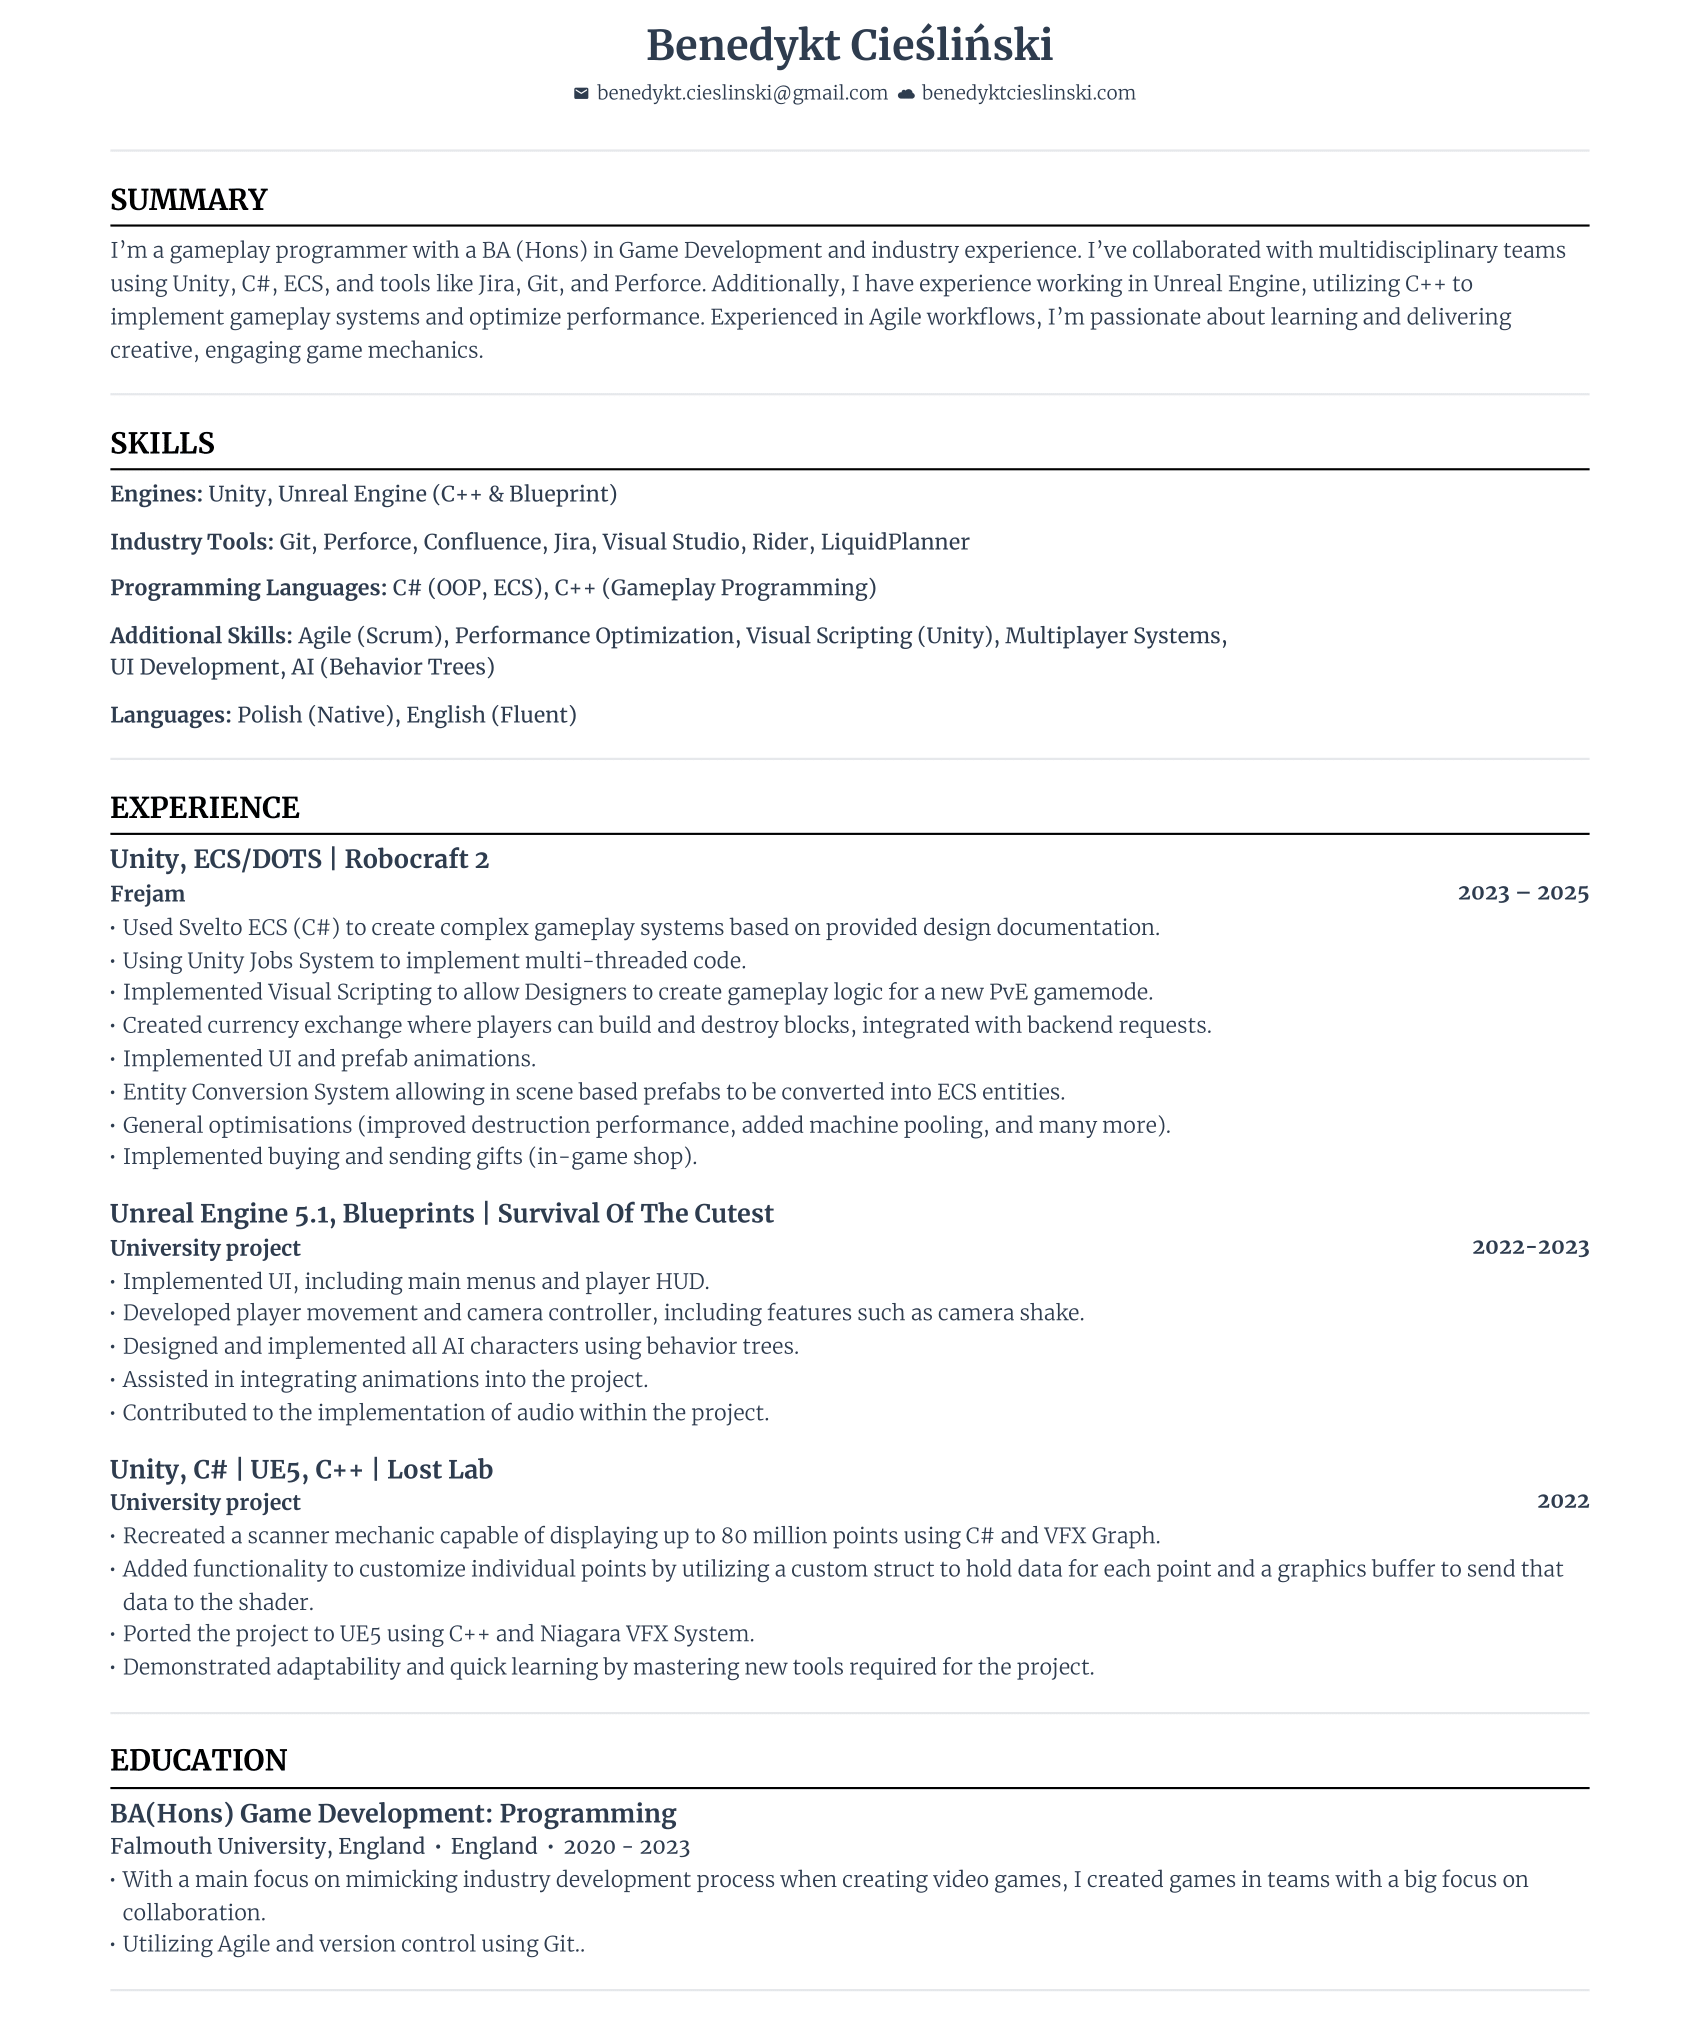 Benedykt Cieśliński
benedykt.cieslinski@gmail.com benedyktcieslinski.com
SUMMARY
I’m a gameplay programmer with a BA (Hons) in Game Development and industry experience. I’ve collaborated with multidisciplinary teams
using Unity, C#, ECS, and tools like Jira, Git, and Perforce. Additionally, I have experience working in Unreal Engine, utilizing C++ to
implement gameplay systems and optimize performance. Experienced in Agile workflows, I’m passionate about learning and delivering
creative, engaging game mechanics.
SKILLS
Engines: Unity, Unreal Engine (C++ & Blueprint)
Industry Tools: Git, Perforce, Confluence, Jira, Visual Studio, Rider, LiquidPlanner
Programming Languages: C# (OOP, ECS), C++ (Gameplay Programming)
Additional Skills: Agile (Scrum), Performance Optimization, Visual Scripting (Unity), Multiplayer Systems,
UI Development, AI (Behavior Trees)
Languages: Polish (Native), English (Fluent)
EXPERIENCE
Unity, ECS/DOTS | Robocraft 2
Frejam 2023 – 2025
• Used Svelto ECS (C#) to create complex gameplay systems based on provided design documentation.
• Using Unity Jobs System to implement multi-threaded code.
• Implemented Visual Scripting to allow Designers to create gameplay logic for a new PvE gamemode.
• Created currency exchange where players can build and destroy blocks, integrated with backend requests.
• Implemented UI and prefab animations.
• Entity Conversion System allowing in scene based prefabs to be converted into ECS entities.
• General optimisations (improved destruction performance, added machine pooling, and many more).
• Implemented buying and sending gifts (in-game shop).
Unreal Engine 5.1, Blueprints | Survival Of The Cutest
University project 2022-2023
• Implemented UI, including main menus and player HUD.
• Developed player movement and camera controller, including features such as camera shake.
• Designed and implemented all AI characters using behavior trees.
• Assisted in integrating animations into the project.
• Contributed to the implementation of audio within the project.
Unity, C# | UE5, C++ | Lost Lab
University project 2022
• Recreated a scanner mechanic capable of displaying up to 80 million points using C# and VFX Graph.
• Added functionality to customize individual points by utilizing a custom struct to hold data for each point and a graphics buffer to send that
data to the shader.
• Ported the project to UE5 using C++ and Niagara VFX System.
• Demonstrated adaptability and quick learning by mastering new tools required for the project.
EDUCATION
BA(Hons) Game Development: Programming
Falmouth University, England • England • 2020 - 2023
• With a main focus on mimicking industry development process when creating video games, I created games in teams with a big focus on
collaboration.
• Utilizing Agile and version control using Git..